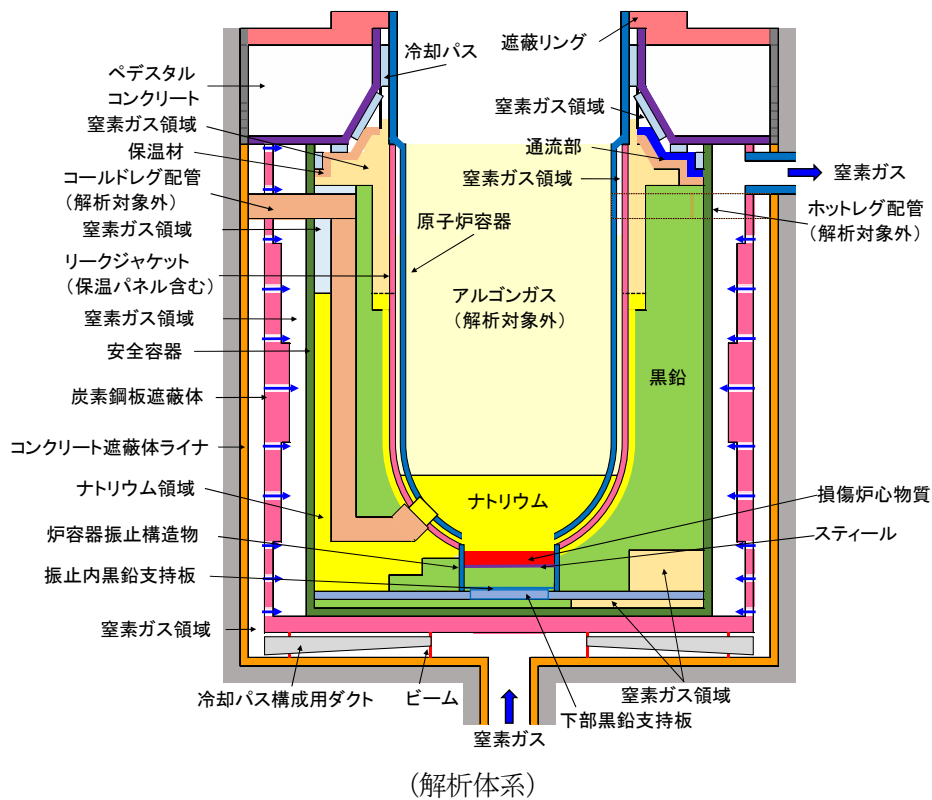 冷却パス
遮蔽リング
ペデスタル
コンクリート
窒素ガス領域
保温材
コールドレグ配管
（解析対象外）
窒素ガス領域
リークジャケット
（保温パネル含む）
窒素ガス領域
安全容器
炭素鋼板遮蔽体
コンクリート遮蔽体ライナ
ナトリウム領域
炉容器振止構造物
振止内黒鉛支持板
窒素ガス領域
冷却パス構成用ダクト
ビーム
窒素ガス
下部黒鉛支持板
窒素ガス領域
原子炉容器
アルゴンガス
（解析対象外）
ナトリウム
窒素ガス領域
通流部
窒素ガス領域
窒素ガス
ホットレグ配管
（解析対象外）
黒鉛
損傷炉心物質
スティール
（解析体系）